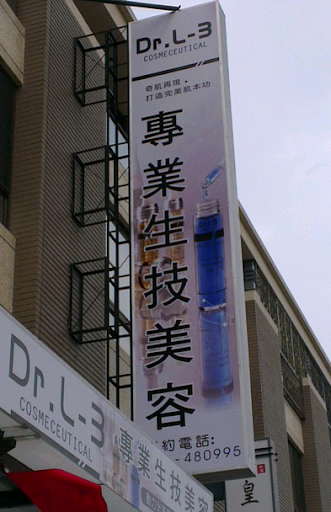 Dr.L-3
COSMECEUTICAL
奇肌再現・
打造完美肌本功
專業生技美容
約電話:
-480995
Dr.L-3
COSMECEUTICAL
專業生技美容
皇